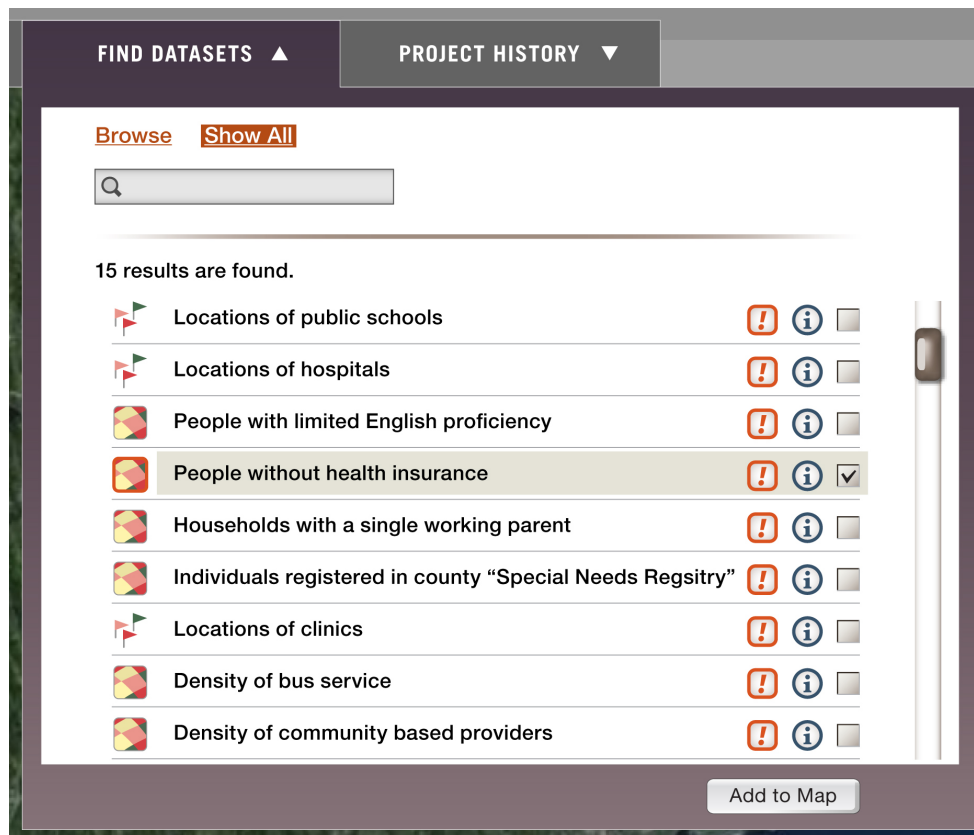 FIND DATASETS ▲ PROJECT HISTORY ▼
Browse Show All
15 results are found.
Locations of public schools
Locations of hospitals
People with limited English proficiency
People without health insurance
Households with a single working parent
Individuals registered in county “Special Needs Regsitry”
Locations of clinics
Density of bus service
Density of community based providers
Add to Map